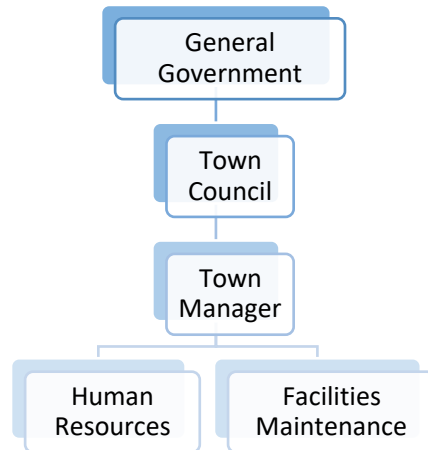 General
Government
Town
Council
Town
Manager
Human
Resources
Facilities
Maintenance